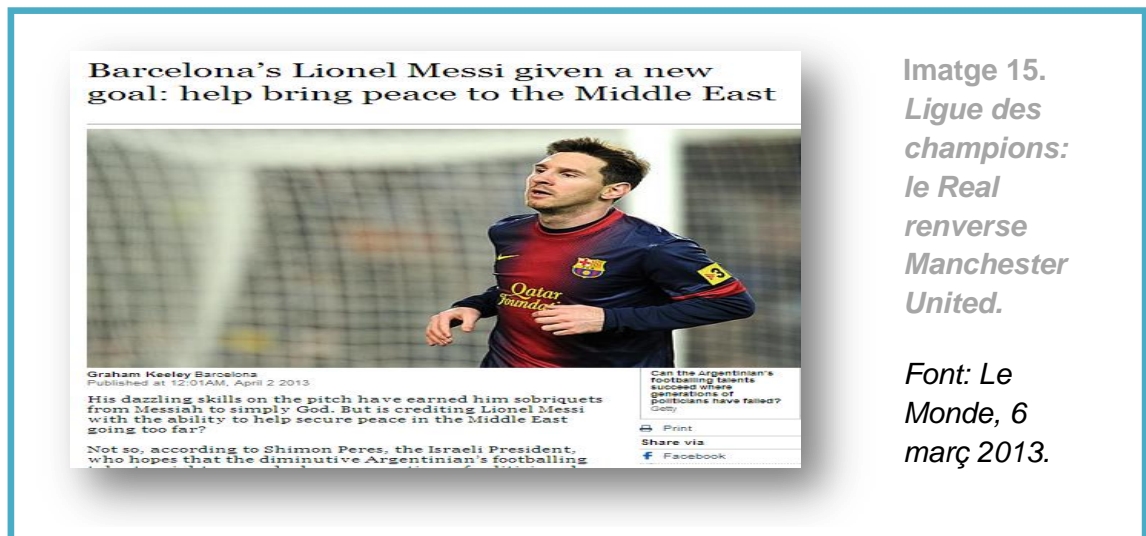 Barcelona's Lionel Messi given a new
goal: help bring peace to the Middle East
Qatar
Foundation
3
Graham Keeley Barcelona
Published at 12:01AM, April 2 2013
His dazzling skills on the pitch have earned him sobriquets
from Messiah to simply God. But is crediting Lionel Messi
with the ability to help secure peace in the Middle East
going too far?
Not so, according to Shimon Peres, the Israeli President,
who hopes that the diminutive Argentinian's footballing
Can the Argentinian's
footballing talents
succeed where
generations of
politicians have failed?
Getty
Print
Share via
Facebook
Imatge 15.
Ligue des
champions:
le Real
renverse
Manchester
United.
Font: Le
Monde, 6
març 2013.